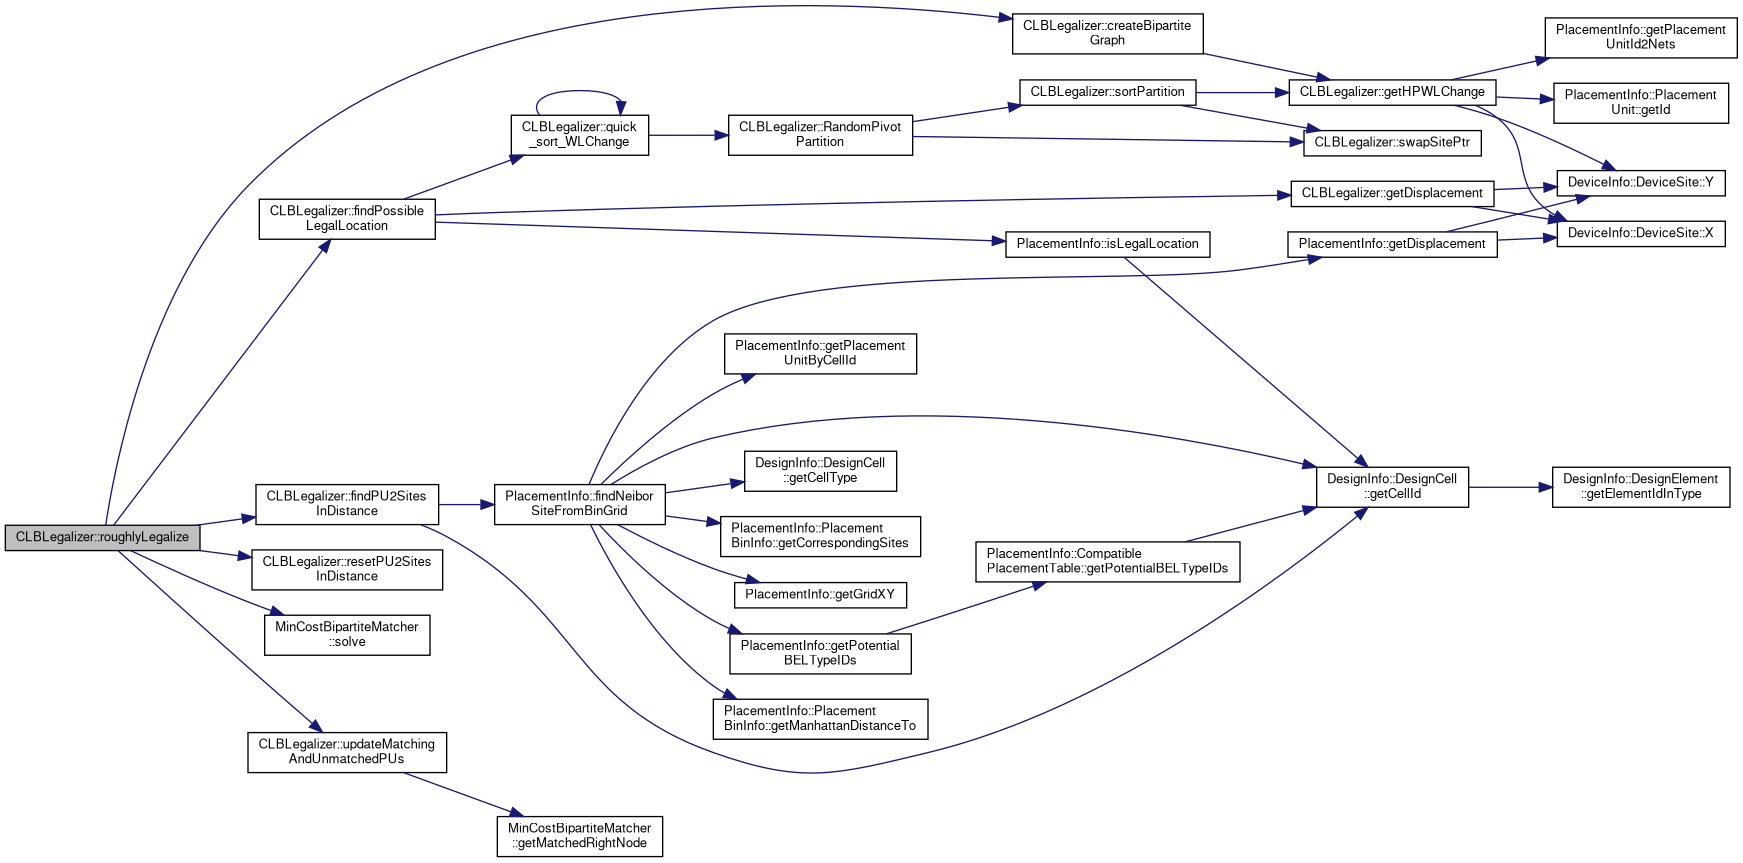 CLBLegalizer::roughlyLegalize
CLBLegalizer::createBipartite
Graph
CLBLegalizer::getHPWLChange
PlacementInfo::getPlacement
UnitId2Nets
PlacementInfo::Placement
Unit::getId
DeviceInfo::DeviceSite::Y
DeviceInfo::DeviceSite::X
CLBLegalizer::findPossible
LegalLocation
CLBLegalizer::quick
_sort_WLChange
CLBLegalizer::RandomPivot
Partition
CLBLegalizer::sortPartition
CLBLegalizer::swapSitePtr
CLBLegalizer::getDisplacement
PlacementInfo::isLegalLocation
PlacementInfo::getDisplacement
PlacementInfo::getPlacement
UnitByCellId
CLBLegalizer::findPU2Sites
InDistance
PlacementInfo::findNeibor
SiteFromBinGrid
DesignInfo::DesignCell
::getCellType
DesignInfo::DesignCell
::getCellId
DesignInfo::DesignElement
::getElementIdInType
PlacementInfo::Placement
BinInfo::getCorrespondingSites
PlacementInfo::getGridXY
PlacementInfo::Compatible
PlacementTable::getPotentialBELTypeIDs
PlacementInfo::getPotential
BELTypeIDs
PlacementInfo::Placement
BinInfo::getManhattanDistanceTo
CLBLegalizer::resetPU2Sites
InDistance
MinCostBipartiteMatcher
::solve
CLBLegalizer::updateMatching
AndUnmatchedPUs
MinCostBipartiteMatcher
::getMatchedRightNode